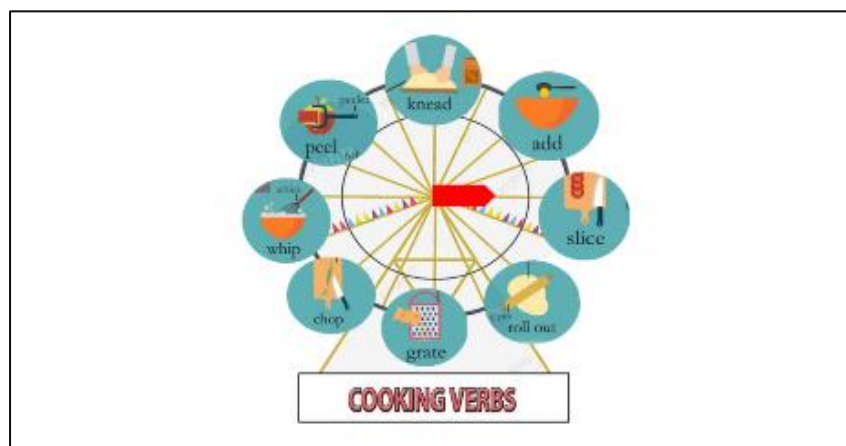 knead
add
peel
slice
whip
chop
roll out
grate
COOKING VERBS